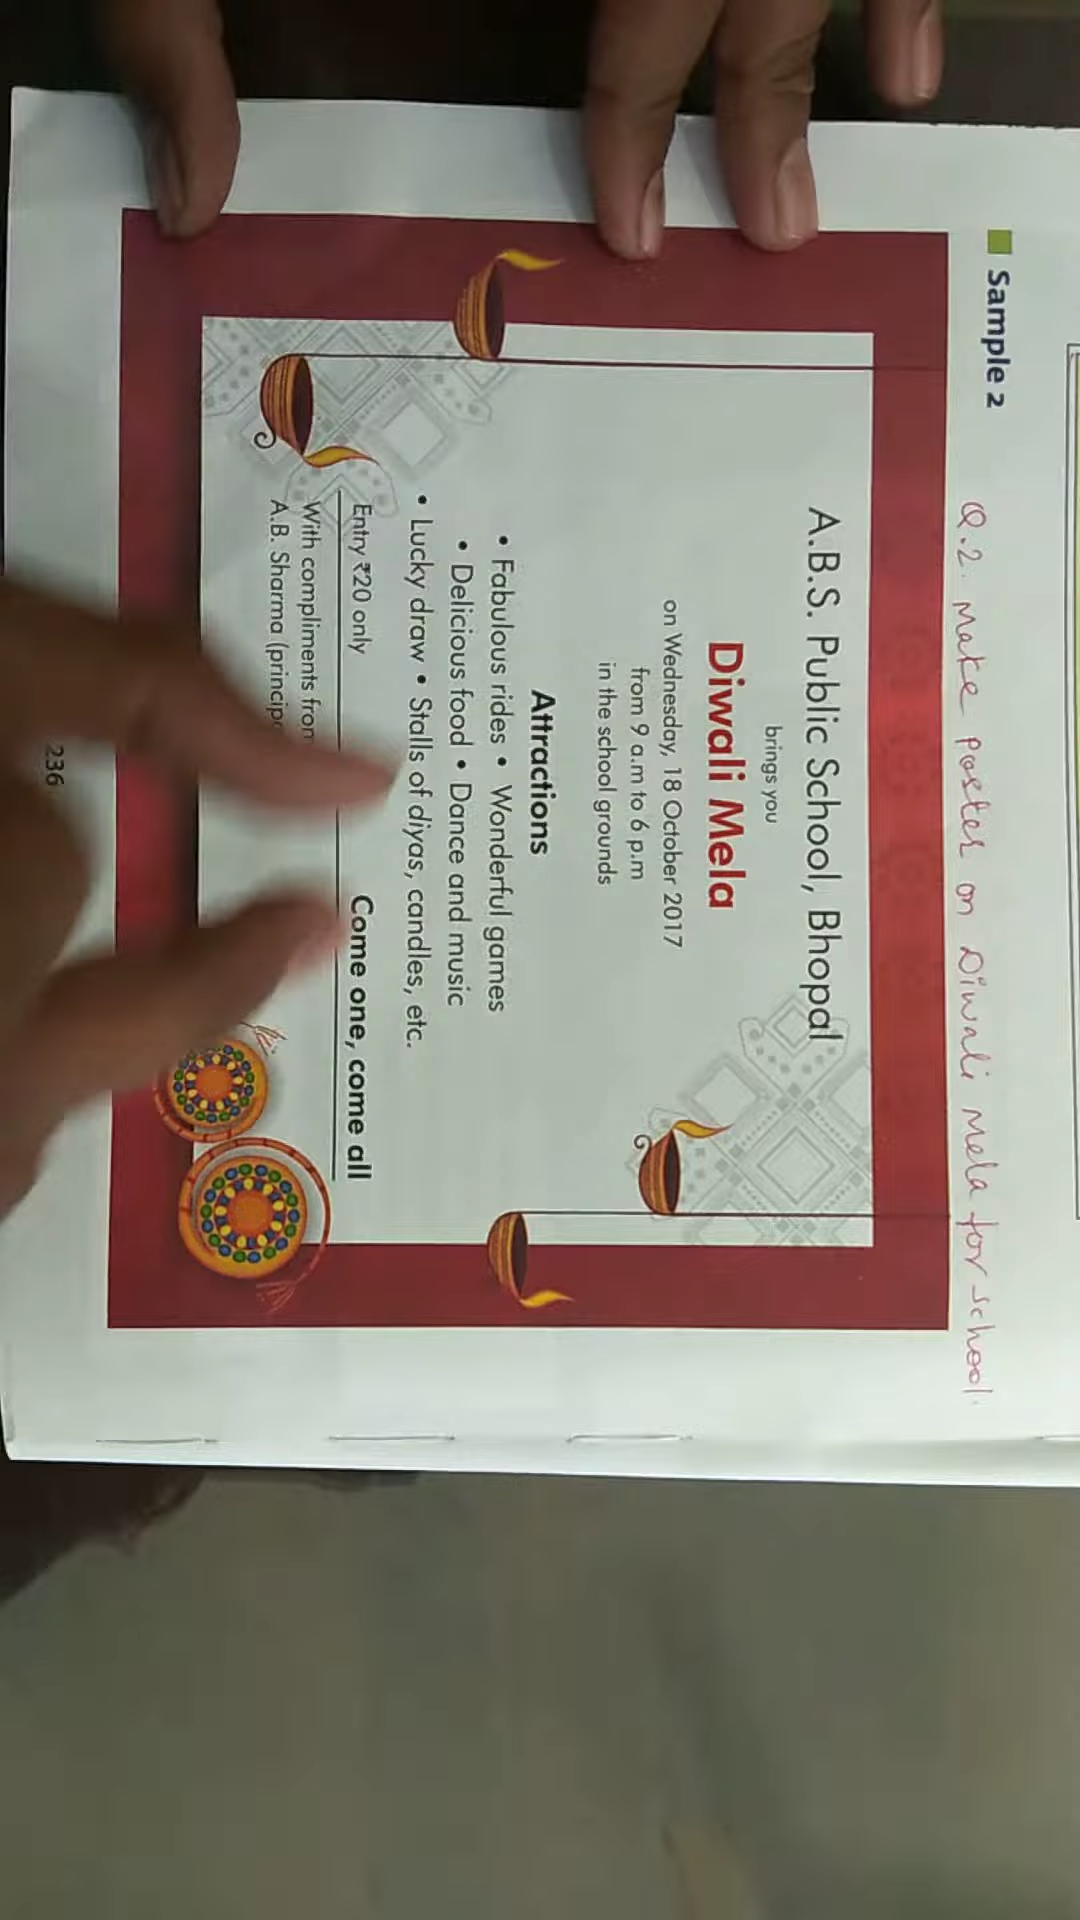 Sample 2
Q.2. Make poster on Diwali Mela for school.
A.B.S. Public School, Bhopal
brings you
Diwali Mela
on Wednesday, 18 October 2017
from 9 a.m to 6 p.m
in the school grounds
Attractions
• Fabulous rides • Wonderful games
• Delicious food • Dance and music
• Lucky draw • Stalls of diyas, candles, etc.
Entry ₹20 only Come one, come all
With compliments
A.B. Sharma
236